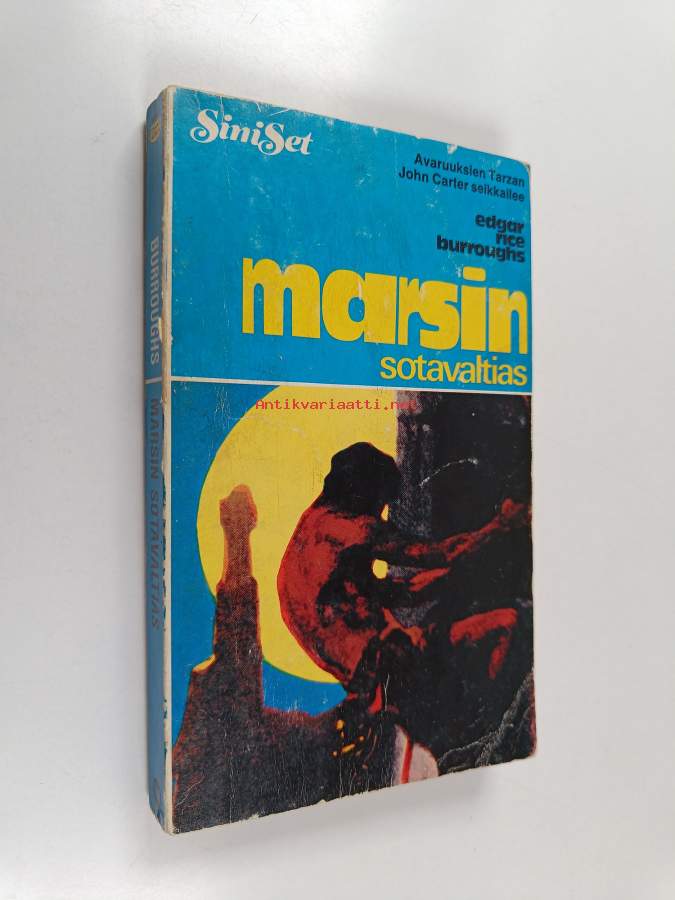 SiniSet
Avaruuksien Tarzan
John Carter seikkailee
edgar
rice
burroughs
marsin
sotavaltias
Antikvariaatti.net
BURROUGHS | MARSIN SOTAVALTIAS